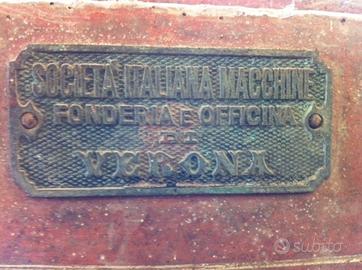 SOCIETÀ ITALIANA MACCHINE
FONDERIA E OFFICINA
DI
VERONA
subito